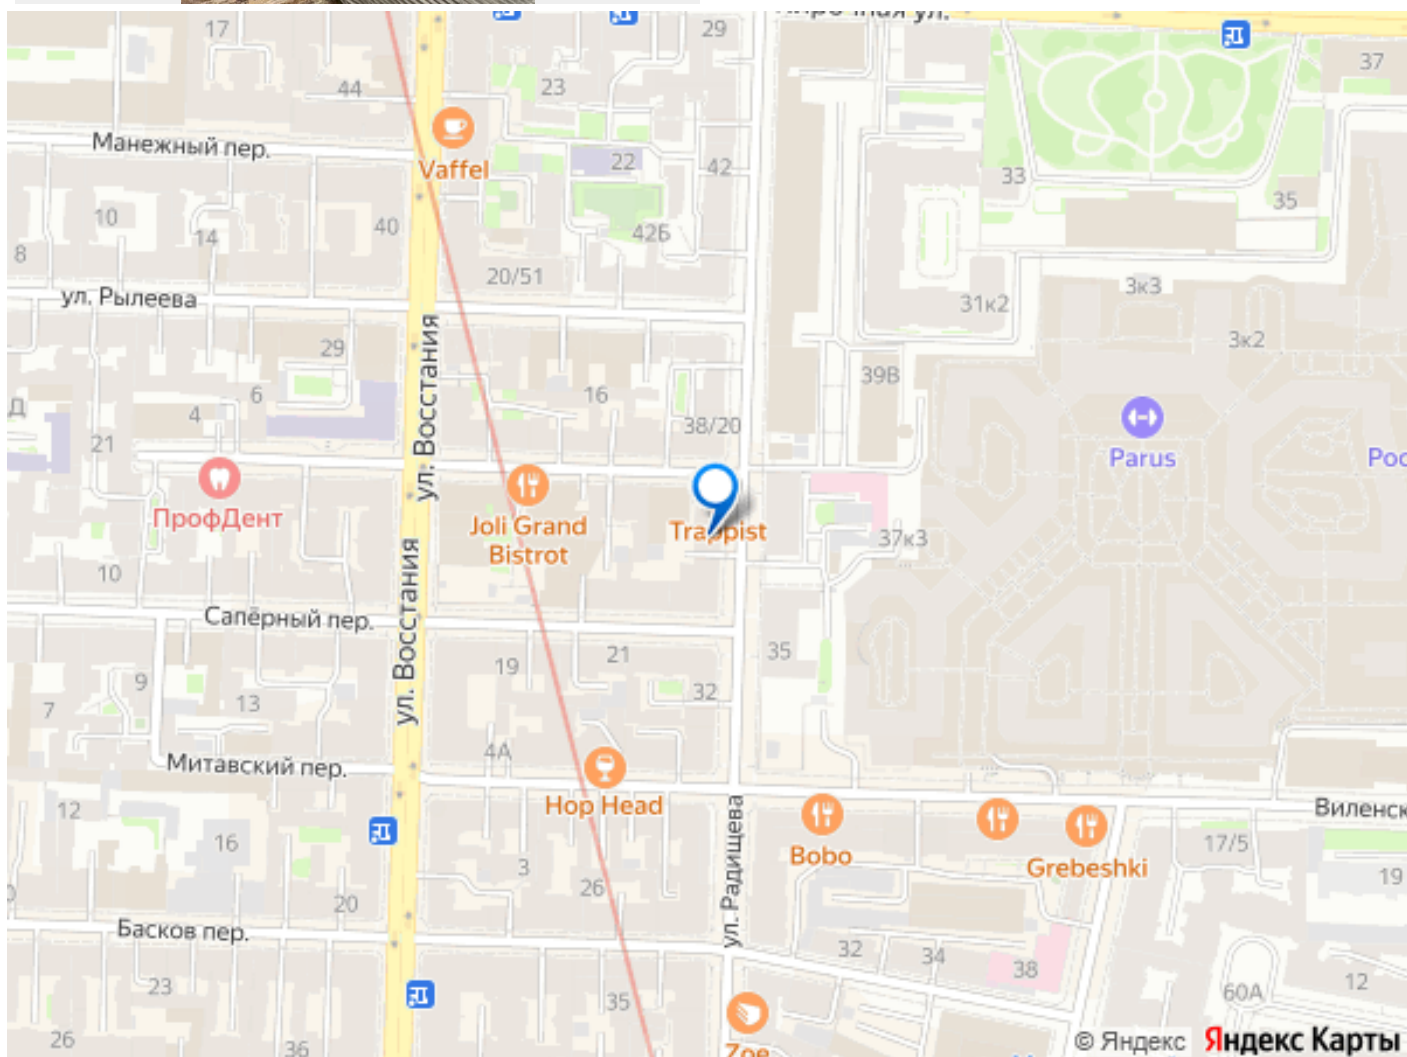 17
29
37
44
23
Манежный пер.
Vaffel
22
42
33
35
10
14
40
42Б
8
20/51
ул. Рылеева
31к2
3к3
3к2
29
ул. Восстания
16
39В
6
4
Д
21
38/20
Parus
Рос
ПрофДент
Joli Grand
Bistrot
Trappist
37к3
10
ул. Восстания
Сапёрный пер.
19
21
35
9
7
13
32
4А
Митавский пер.
12
Hop Head
Виленск
16
ул. Радищева
Bobo
Grebeshki
17/5
3
26
19
20
Басков пер.
32
34
38
23
35
60А
12
26
36
Zoe
© Яндекс Яндекс Карты